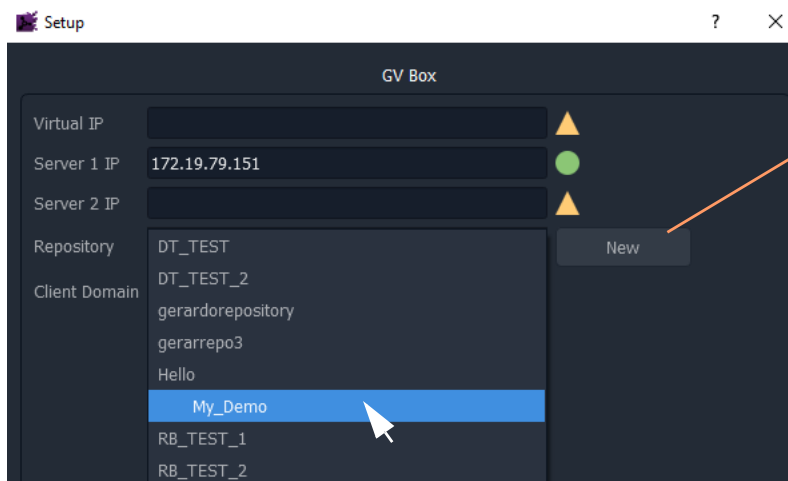 Setup
?
GV Box
Virtual IP
Server 1 IP 172.19.79.151
Server 2 IP
Repository New
DT_TEST
DT_TEST_2
Client Domain
gerardorepository
gerarrepo3
Hello
My_Demo
RB_TEST_1
RB_TEST_2